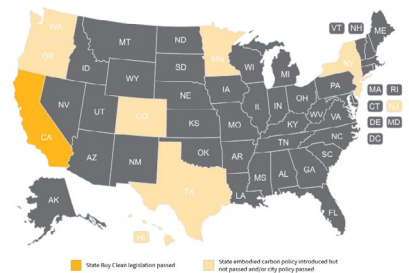 WA
MT
ND
MN
VT
NH
ME
OR
ID
SD
WI
MI
NY
WY
IA
PA
MA
RI
NE
IL
IN
OH
CT
NJ
NV
UT
CO
KS
MO
KY
WV
VA
DE
MD
CA
DC
NC
TN
AZ
NM
OK
AR
SC
MS
AL
GA
TX
LA
AK
FL
HI
State Buy Clean legislation passed
State embodied carbon policy introduced but
not passed and/or city policy passed